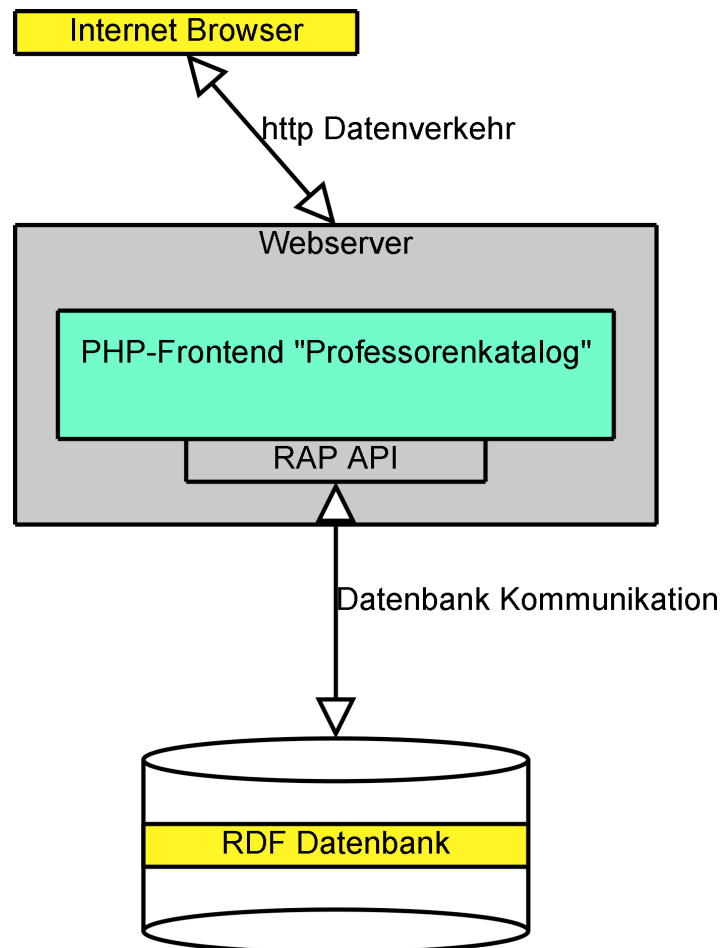 Internet Browser
http Datenverkehr
Webserver
PHP-Frontend "Professorenkatalog"
RAP API
Datenbank Kommunikation
RDF Datenbank